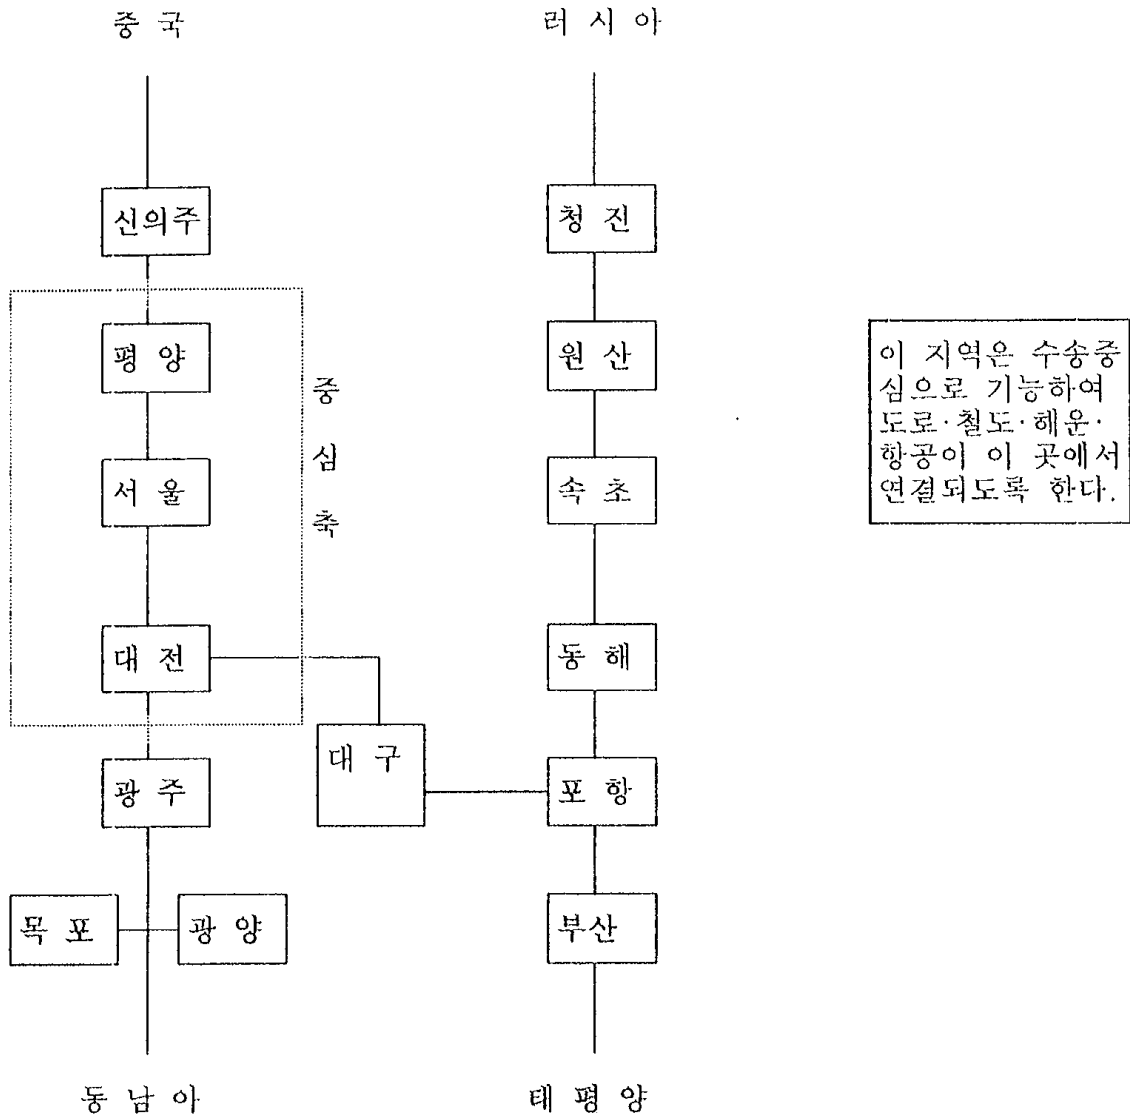 중 국
러 시 아
신의주
청 진
평 양
원 산
중
심
축
서 울
속 초
이 지역은 수송중
심으로 기능하여
도로·철도·해운·
항공이 이 곳에서
연결되도록 한다.
대 전
동 해
대 구
광 주
포 항
목 포
광 양
부산
동 남 아
태 평 양